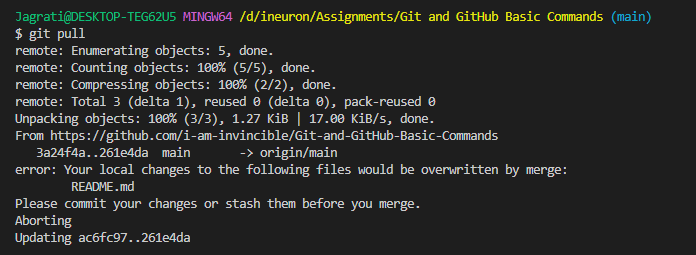 Jagrati@DESKTOP-TEG62U5 MINGW64 /d/ineuron/Assignments/Git and GitHub Basic Commands (main)
$ git pull
remote: Enumerating objects: 5, done.
remote: Counting objects: 100% (5/5), done.
remote: Compressing objects: 100% (2/2), done.
remote: Total 3 (delta 1), reused 0 (delta 0), pack-reused 0
Unpacking objects: 100% (3/3), 1.27 KiB | 17.00 KiB/s, done.
From https://github.com/i-am-invincible/Git-and-GitHub-Basic-Commands
   3a24f4a..261e4da  main       -> origin/main
error: Your local changes to the following files would be overwritten by merge:
        README.md
Please commit your changes or stash them before you merge.
Aborting
Updating ac6fc97..261e4da